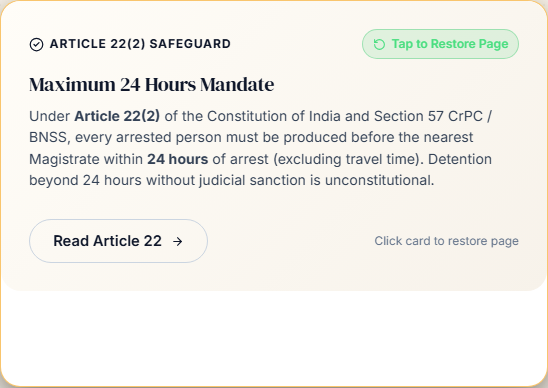 ARTICLE 22(2) SAFEGUARD
Tap to Restore Page
Maximum 24 Hours Mandate
Under Article 22(2) of the Constitution of India and Section 57 CrPC /
BNSS, every arrested person must be produced before the nearest
Magistrate within 24 hours of arrest (excluding travel time). Detention
beyond 24 hours without judicial sanction is unconstitutional.
Read Article 22 →
Click card to restore page